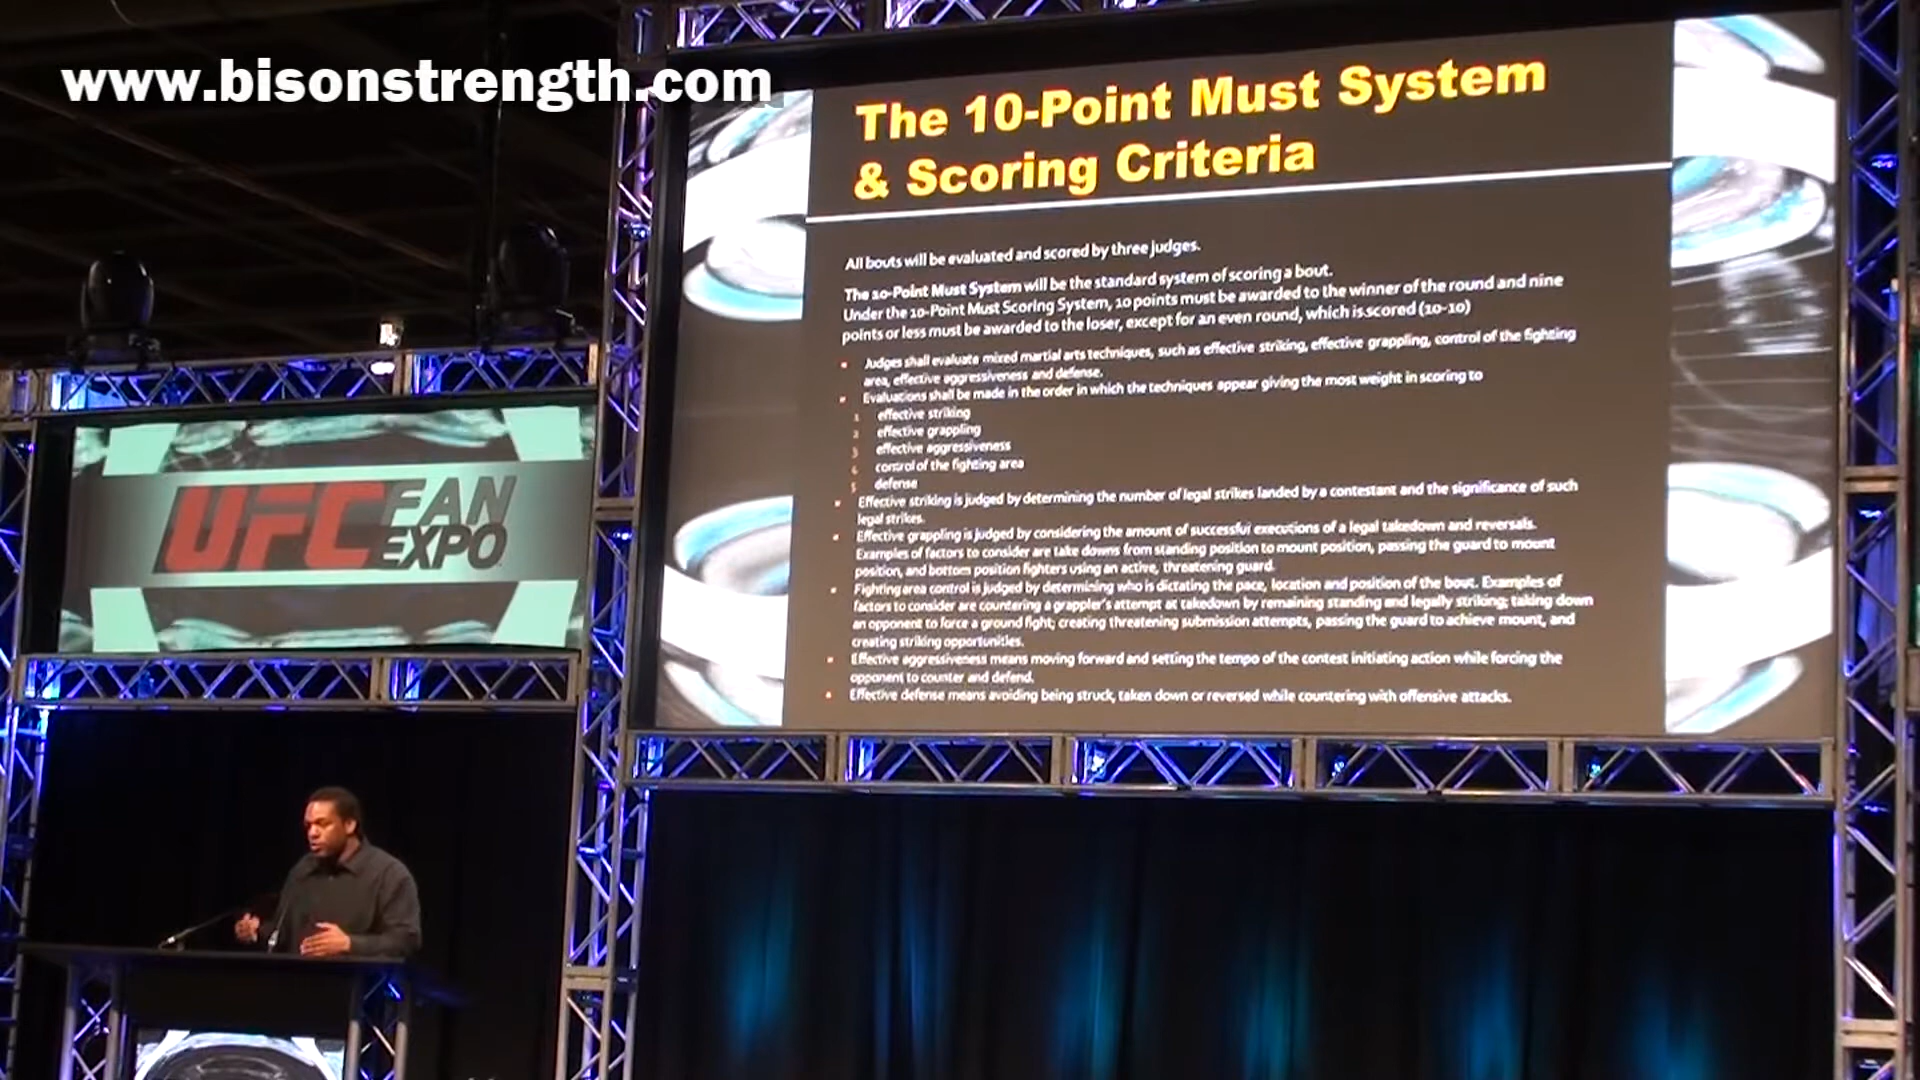 www.bisonstrength.com
The 10-Point Must System
& Scoring Criteria
All bouts will be evaluated and scored by three judges.
The 10-Point Must System will be the standard system of scoring a bout.
Under the 10-Point Must Scoring System, 10 points must be awarded to the winner of the round and nine
points or less must be awarded to the loser, except for an even round, which is scored (10-10)
Judges shall evaluate mixed martial arts techniques, such as effective striking, effective grappling, control of the fighting
area, effective aggressiveness and defense.
Evaluations shall be made in the order in which the techniques appear giving the most weight in scoring to
1 effective striking
2 effective grappling
3 effective aggressiveness
4 control of the fighting area
5 defense
Effective striking is judged by determining the number of legal strikes landed by a contestant and the significance of such
legal strikes.
Effective grappling is judged by considering the amount of successful executions of a legal takedown and reversals.
Examples of factors to consider are take downs from standing position to mount position, passing the guard to mount
position, and bottom position fighters using an active, threatening guard.
Fighting area control is judged by determining who is dictating the pace, location and position of the bout. Examples of
factors to consider are countering a grappler's attempt at takedown by remaining standing and legally striking; taking down
an opponent to force a ground fight; creating threatening submission attempts, passing the guard to achieve mount, and
creating striking opportunities.
Effective aggressiveness means moving forward and setting the tempo of the contest initiating action while forcing the
opponent to counter and defend.
Effective defense means avoiding being struck, taken down or reversed while countering with offensive attacks.
UFC FAN
EXPO